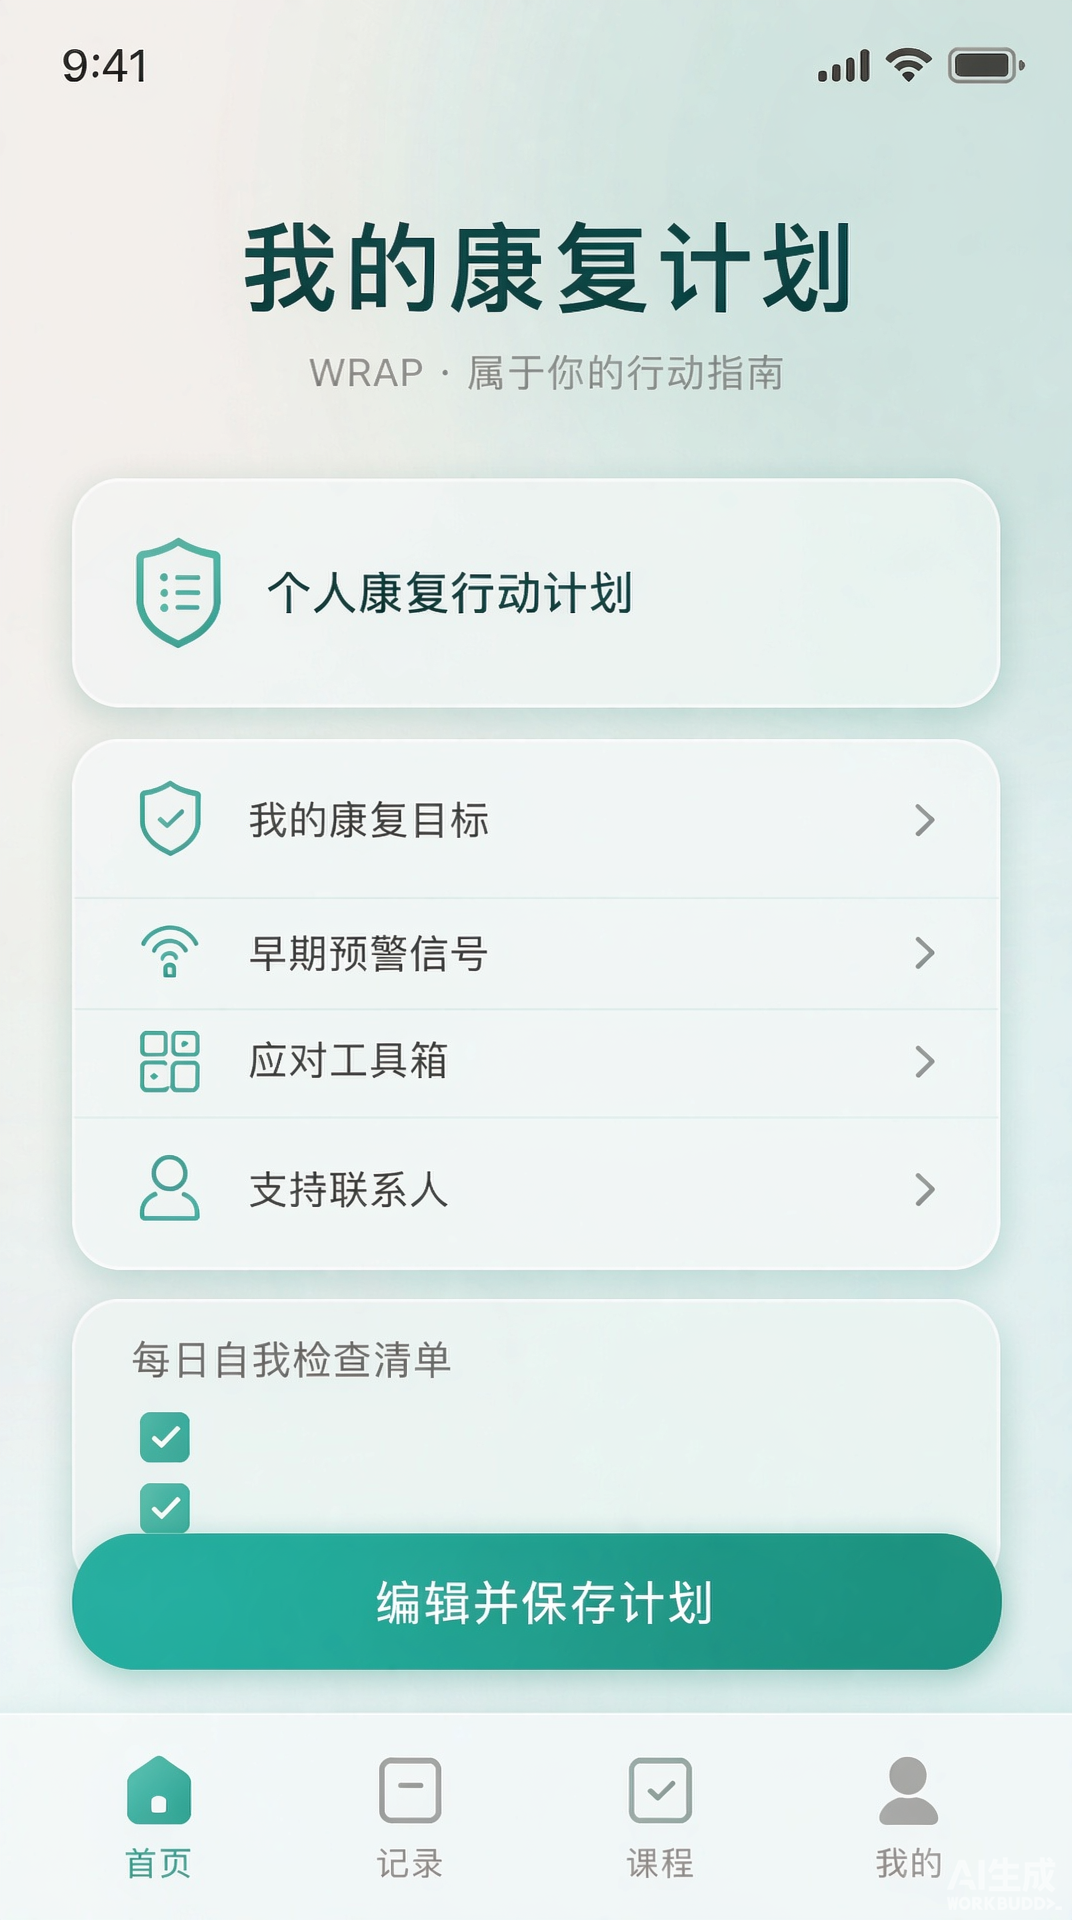 9:41
我的康复计划
WRAP · 属于你的行动指南
个人康复行动计划
我的康复目标
早期预警信号
应对工具箱
支持联系人
每日自我检查清单
编辑并保存计划
首页
记录
课程
我的
AI生成
WORKBUDDY